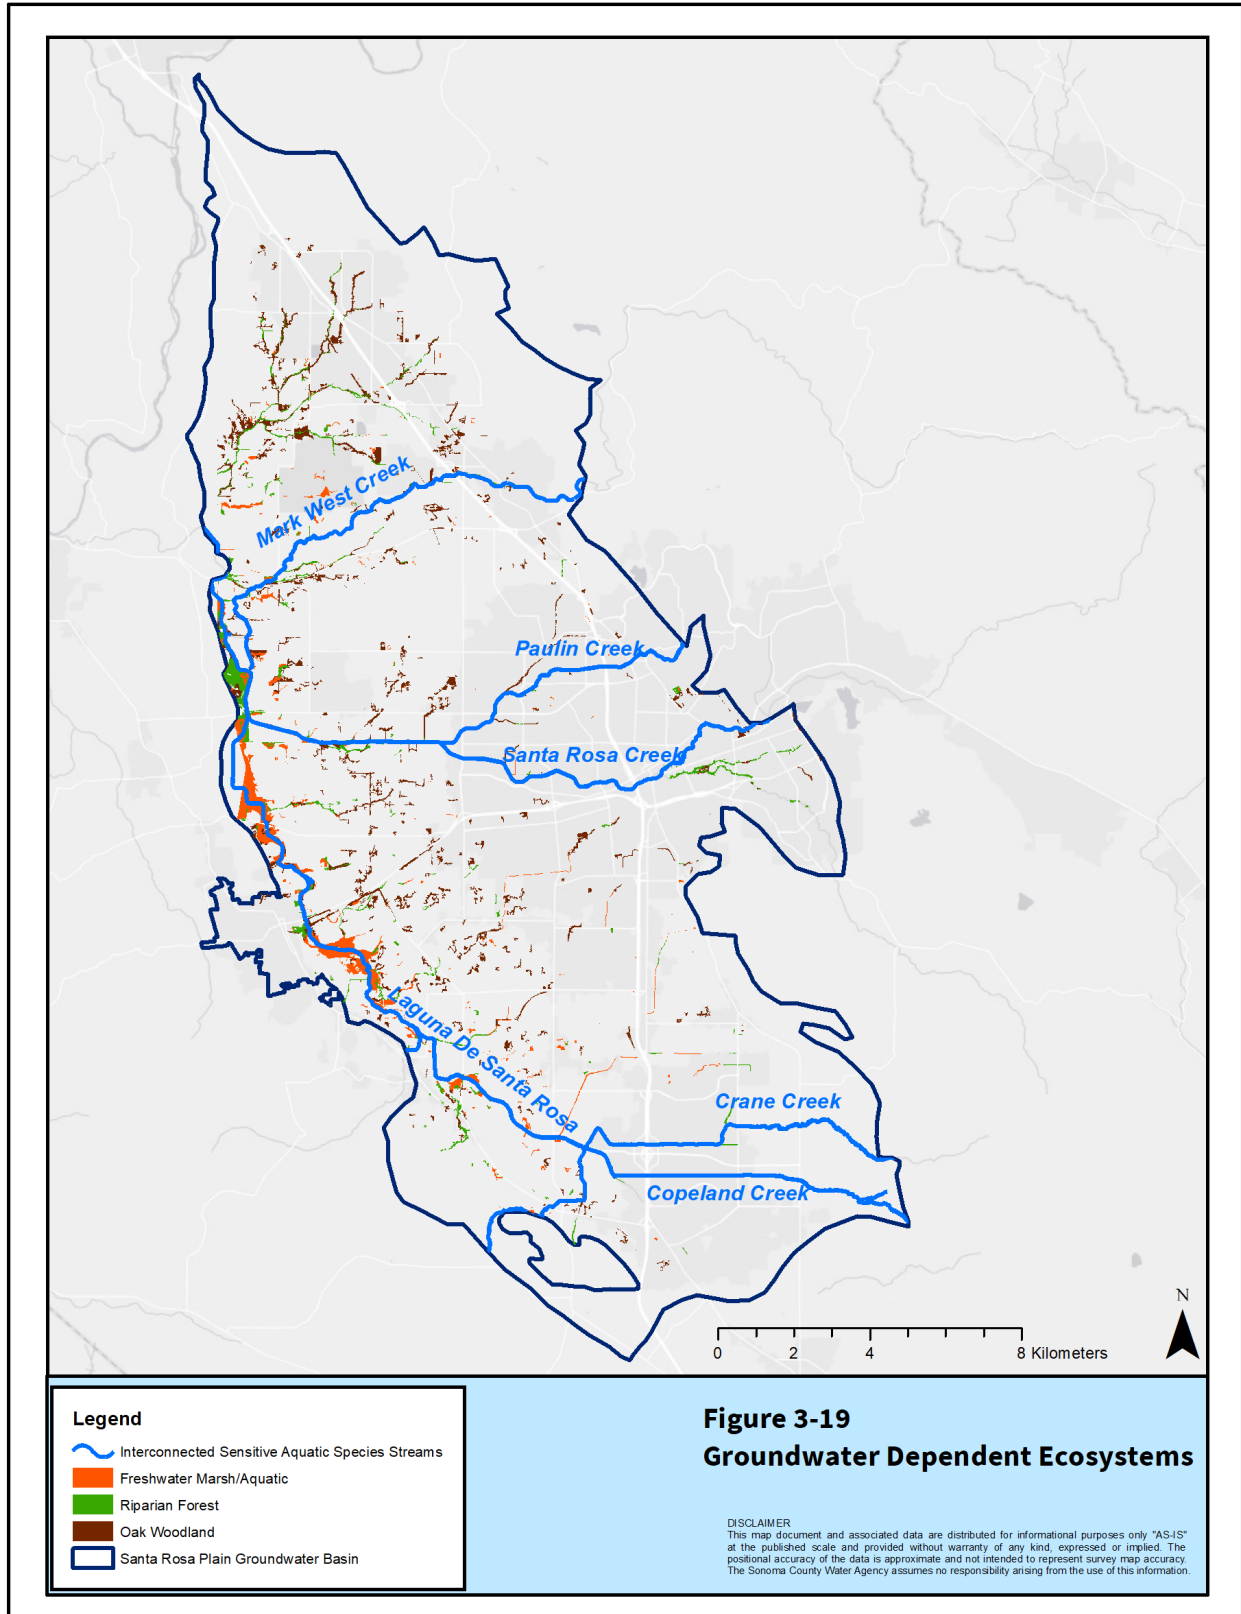 Mark West Creek
Paulin Creek
Santa Rosa Creek
Laguna De Santa Rosa
Crane Creek
Copeland Creek
N
0 2 4 8 Kilometers
Legend
Interconnected Sensitive Aquatic Species Streams
Freshwater Marsh/Aquatic
Riparian Forest
Oak Woodland
Santa Rosa Plain Groundwater Basin
Figure 3-19
Groundwater Dependent Ecosystems
DISCLAIMER
This map document and associated data are distributed for informational purposes only "AS-IS"
at the published scale and provided without warranty of any kind, expressed or implied. The
positional accuracy of the data is approximate and not intended to represent survey map accuracy.
The Sonoma County Water Agency assumes no responsibility arising from the use of this information.